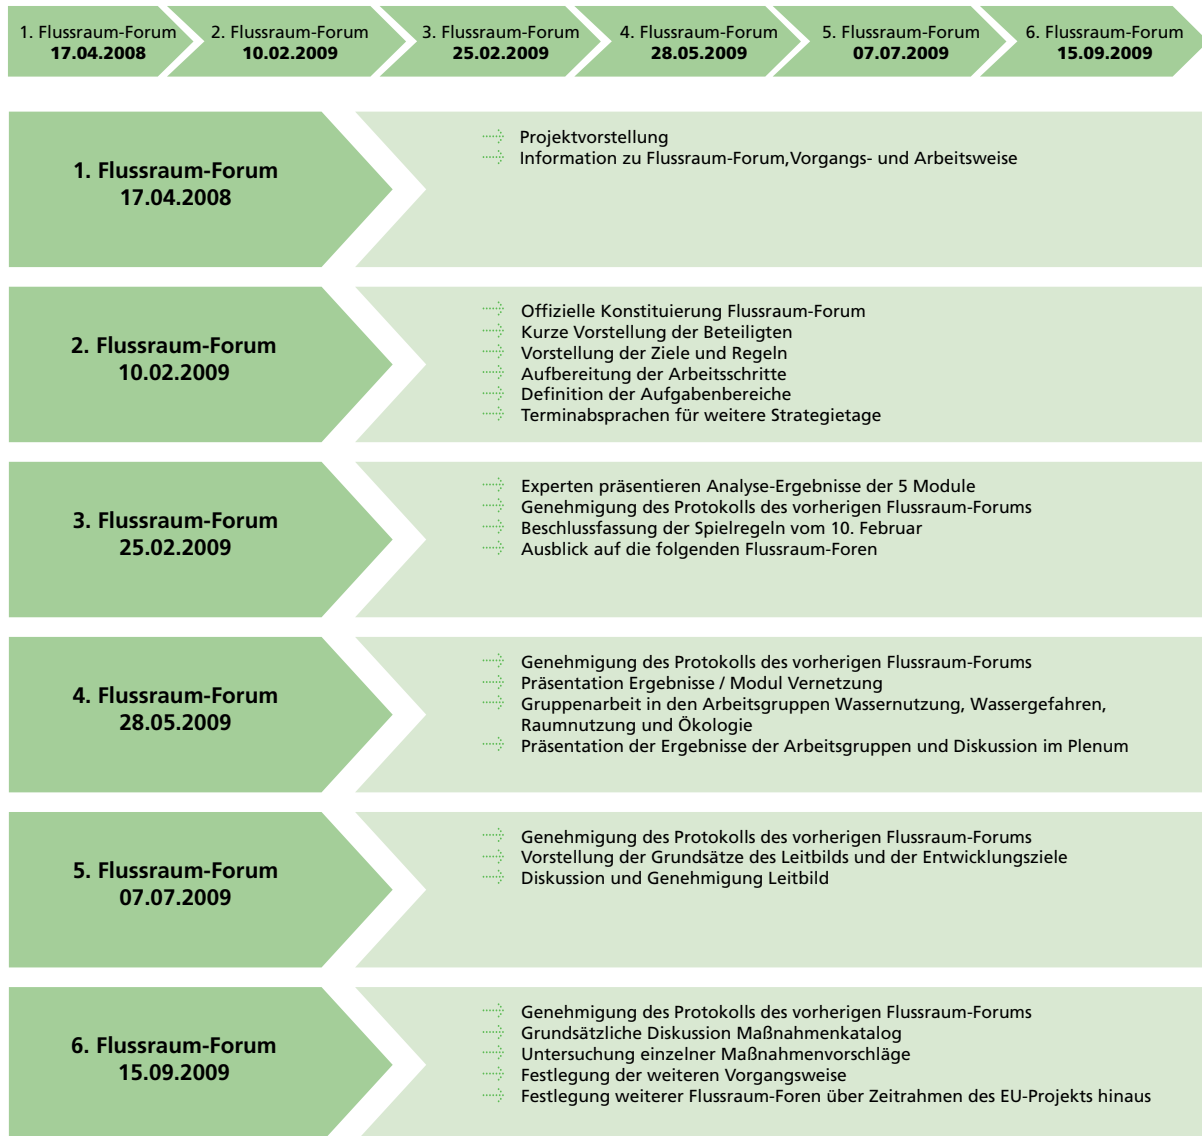 1. Flussraum-Forum
17.04.2008
2. Flussraum-Forum
10.02.2009
3. Flussraum-Forum
25.02.2009
4. Flussraum-Forum
28.05.2009
5. Flussraum-Forum
07.07.2009
6. Flussraum-Forum
15.09.2009
1. Flussraum-Forum
17.04.2008
Projektvorstellung
Information zu Flussraum-Forum,Vorgangs- und Arbeitsweise
2. Flussraum-Forum
10.02.2009
Offizielle Konstituierung Flussraum-Forum
Kurze Vorstellung der Beteiligten
Vorstellung der Ziele und Regeln
Aufbereitung der Arbeitsschritte
Definition der Aufgabenbereiche
Terminabsprachen für weitere Strategietage
3. Flussraum-Forum
25.02.2009
Experten präsentieren Analyse-Ergebnisse der 5 Module
Genehmigung des Protokolls des vorherigen Flussraum-Forums
Beschlussfassung der Spielregeln vom 10. Februar
Ausblick auf die folgenden Flussraum-Foren
4. Flussraum-Forum
28.05.2009
Genehmigung des Protokolls des vorherigen Flussraum-Forums
Präsentation Ergebnisse / Modul Vernetzung
Gruppenarbeit in den Arbeitsgruppen Wassernutzung, Wassergefahren,
Raumnutzung und Ökologie
Präsentation der Ergebnisse der Arbeitsgruppen und Diskussion im Plenum
5. Flussraum-Forum
07.07.2009
Genehmigung des Protokolls des vorherigen Flussraum-Forums
Vorstellung der Grundsätze des Leitbilds und der Entwicklungsziele
Diskussion und Genehmigung Leitbild
6. Flussraum-Forum
15.09.2009
Genehmigung des Protokolls des vorherigen Flussraum-Forums
Grundsätzliche Diskussion Maßnahmenkatalog
Untersuchung einzelner Maßnahmenvorschläge
Festlegung der weiteren Vorgangsweise
Festlegung weiterer Flussraum-Foren über Zeitrahmen des EU-Projekts hinaus